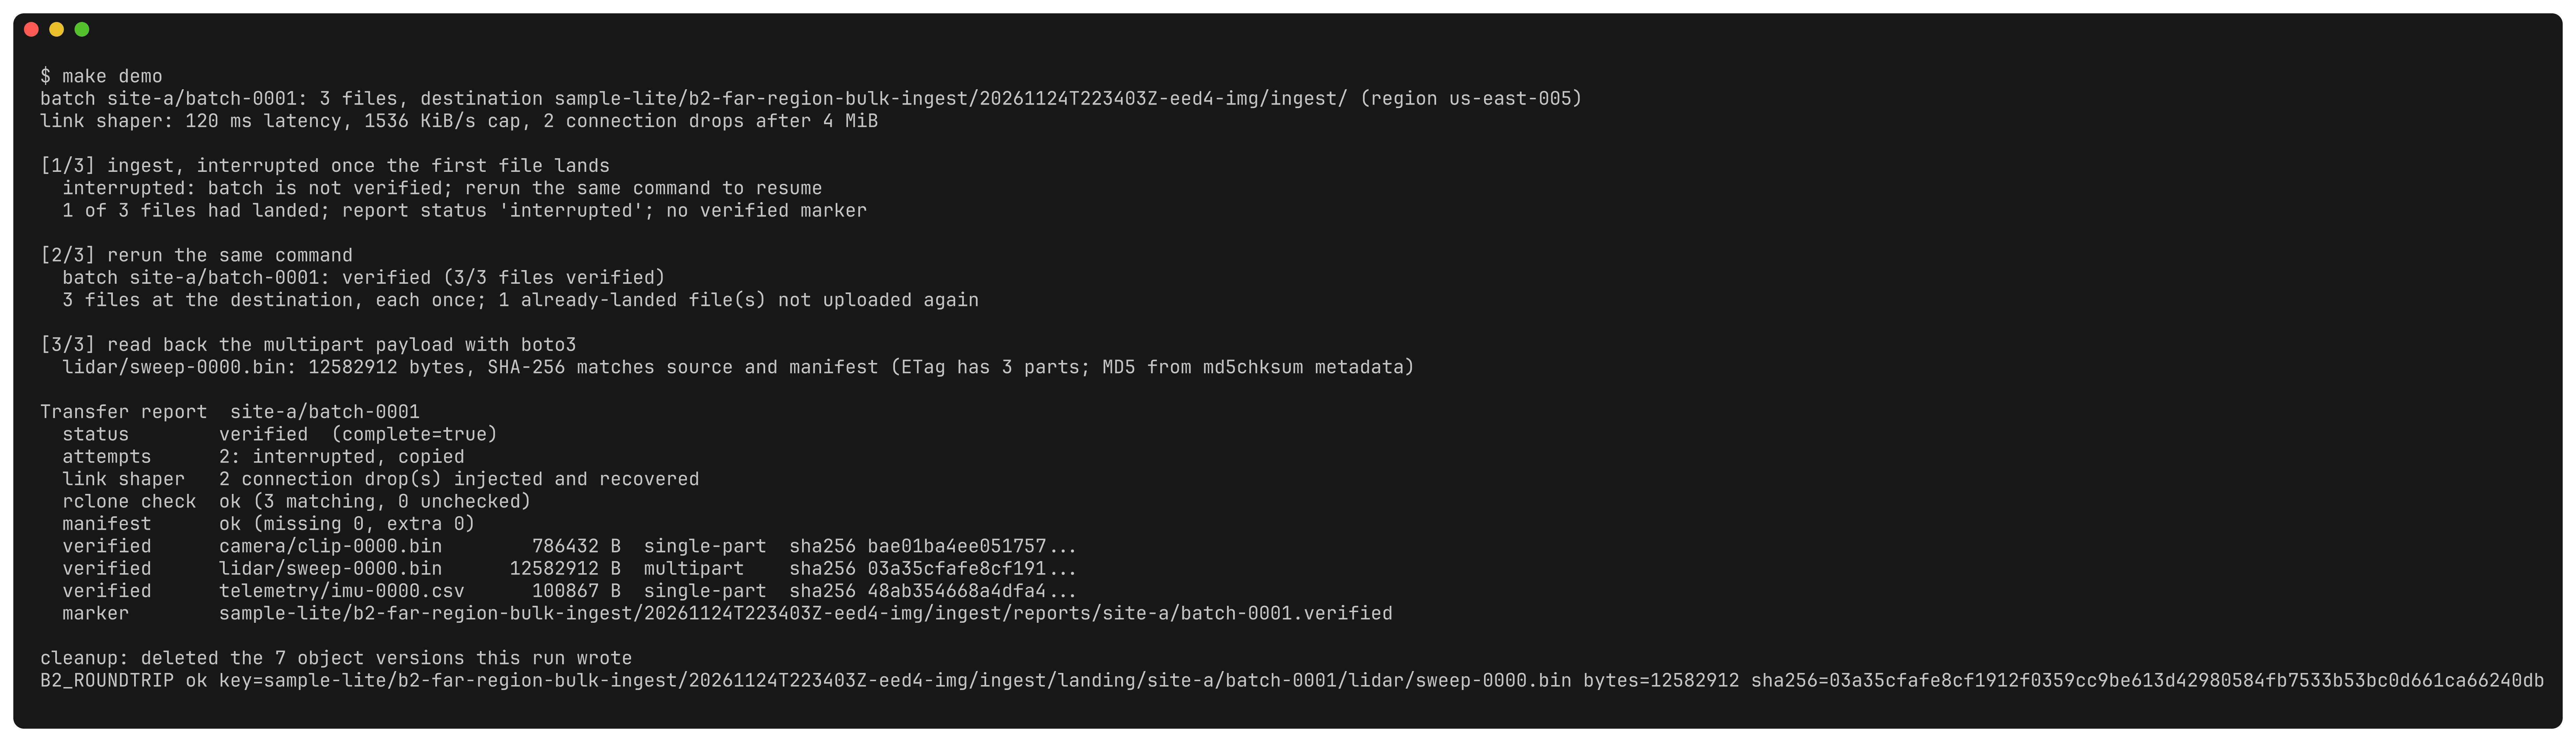 $ make demo
batch site-a/batch-0001: 3 files, destination sample-lite/b2-far-region-bulk-ingest/20261124T223403Z-eed4-img/ingest/ (region us-east-005)
link shaper: 120 ms latency, 1536 KiB/s cap, 2 connection drops after 4 MiB
[1/3] ingest, interrupted once the first file lands
interrupted: batch is not verified; rerun the same command to resume
1 of 3 files had landed; report status 'interrupted'; no verified marker
[2/3] rerun the same command
batch site-a/batch-0001: verified (3/3 files verified)
3 files at the destination, each once; 1 already-landed file(s) not uploaded again
[3/3] read back the multipart payload with boto3
lidar/sweep-0000.bin: 12582912 bytes, SHA-256 matches source and manifest (ETag has 3 parts; MD5 from md5chksum metadata)
Transfer report  site-a/batch-0001
status        verified  (complete=true)
attempts      2: interrupted, copied
link shaper   2 connection drop(s) injected and recovered
rclone check  ok (3 matching, 0 unchecked)
manifest      ok (missing 0, extra 0)
verified      camera/clip-0000.bin        786432 B  single-part  sha256 bae01ba4ee051757...
verified      lidar/sweep-0000.bin      12582912 B  multipart    sha256 03a35cfafe8cf191...
verified      telemetry/imu-0000.csv      100867 B  single-part  sha256 48ab354668a4dfa4...
marker        sample-lite/b2-far-region-bulk-ingest/20261124T223403Z-eed4-img/ingest/reports/site-a/batch-0001.verified
cleanup: deleted the 7 object versions this run wrote
B2_ROUNDTRIP ok key=sample-lite/b2-far-region-bulk-ingest/20261124T223403Z-eed4-img/ingest/landing/site-a/batch-0001/lidar/sweep-0000.bin bytes=12582912 sha256=03a35cfafe8cf1912f0359cc9be613d42980584fb7533b53bc0d661ca66240db